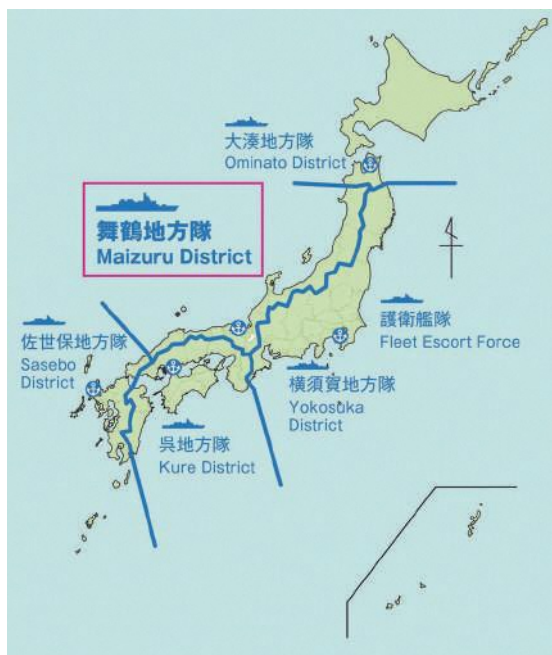 大湊地方隊
Ominato District
舞鶴地方隊
Maizuru District
佐世保地方隊
Sasebo
District
護衛艦隊
Fleet Escort Force
横須賀地方隊
Yokosuka
District
呉地方隊
Kure District